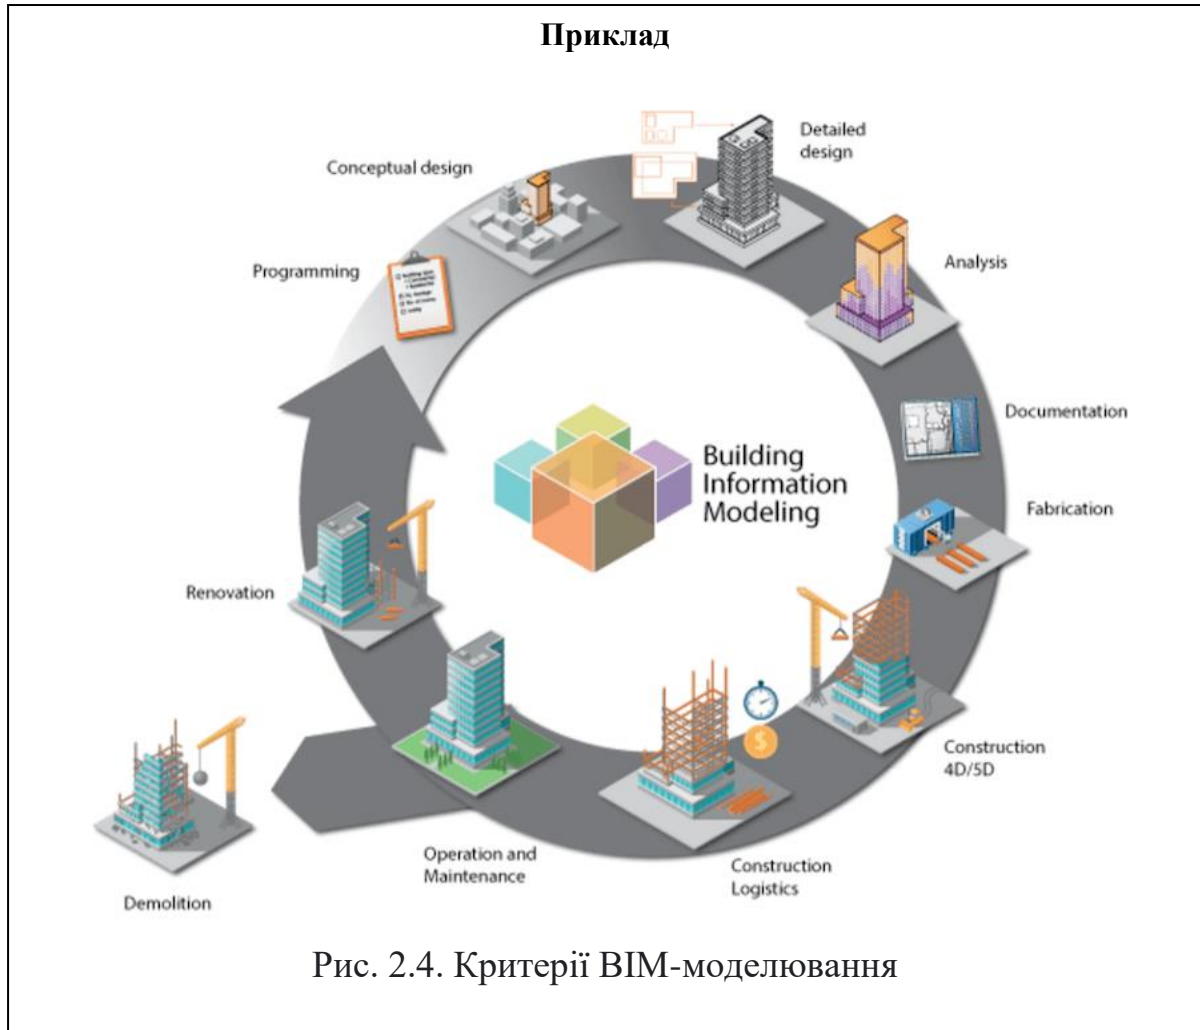 Приклад
Detailed
design
Conceptual design
Programming
Analysis
Documentation
Building
Information
Modeling
Fabrication
Renovation
Construction
4D/5D
Operation and
Maintenance
Construction
Logistics
Demolition
$
Рис. 2.4. Критерії BIM-моделювання